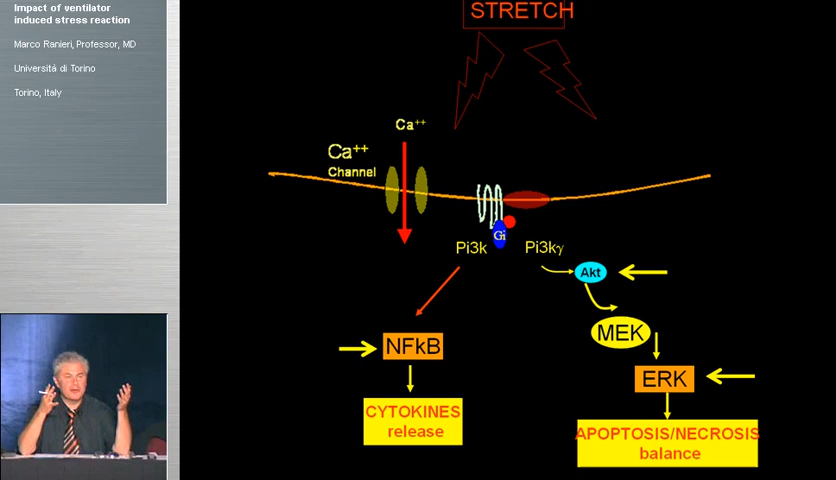 Impact of ventilator
induced stress reaction
Marco Ranieri, Professor, MD
Universitá di Torino
Torino, Italy
STRETCH
Ca++
Ca++
Channel
Gi
Pi3k
Pi3kγ
Akt
MEK
NFkB
ERK
CYTOKINES
release
APOPTOSIS/NECROSIS
balance